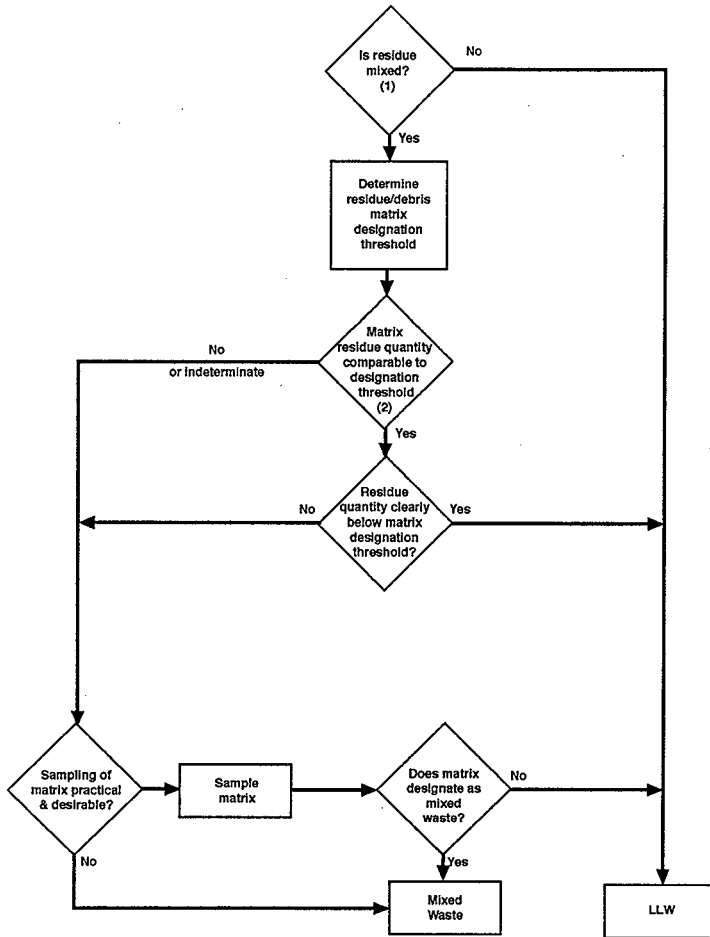 Is residue
mixed?
(1)
No
Yes
Determine
residue/debris
matrix
designation
threshold
Matrix
residue quantity
comparable to
designation
threshold
(2)
No
or indeterminate
Yes
Residue
quantity clearly
below matrix
designation
threshold?
No
Yes
Sampling of
matrix practical
& desirable?
Sample
matrix
Does matrix
designate as
mixed
waste?
No
No
Yes
Mixed
Waste
LLW